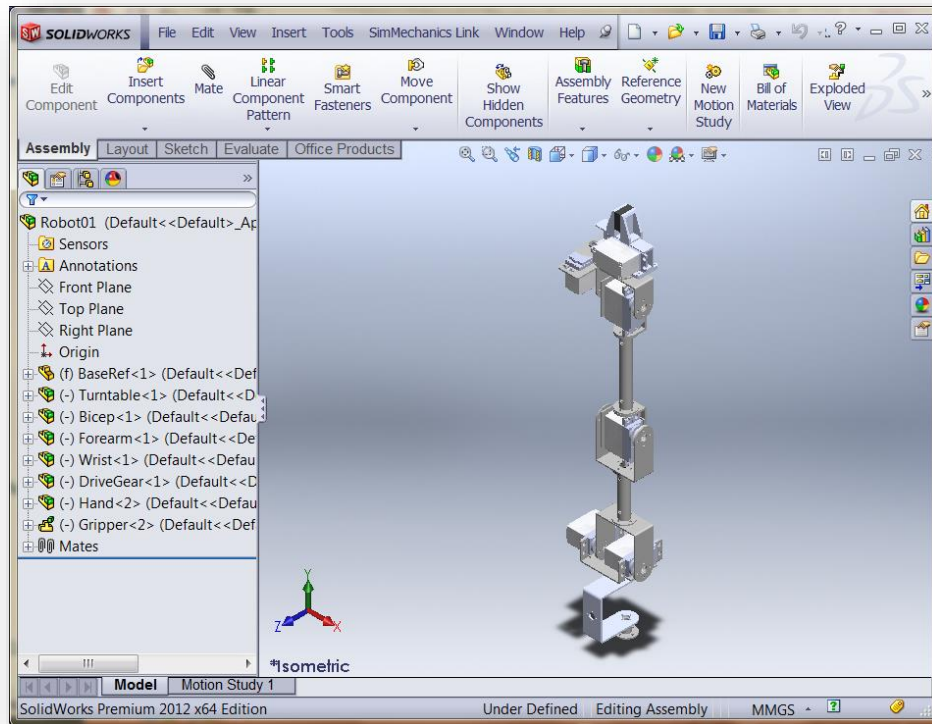 SOLIDWORKS File Edit View Insert Tools SimMechanics Link Window Help
Edit Component
Insert Components
Mate
Linear Component Pattern
Smart Fasteners
Move Component
Show Hidden Components
Assembly Features
Reference Geometry
New Motion Study
Bill of Materials
Exploded View
Assembly Layout Sketch Evaluate Office Products
Robot01 (Default<<Default>_Ap
Sensors
Annotations
Front Plane
Top Plane
Right Plane
Origin
(f) BaseRef<1> (Default<<Def
(-) Turntable<1> (Default<<D
(-) Bicep<1> (Default<<Defau
(-) Forearm<1> (Default<<De
(-) Wrist<1> (Default<<Defau
(-) DriveGear<1> (Default<<D
(-) Hand<2> (Default<<Defau
(-) Gripper<2> (Default<<Def
Mates
Y
Z X
*Isometric
Model Motion Study 1
SolidWorks Premium 2012 x64 Edition Under Defined Editing Assembly MMGS